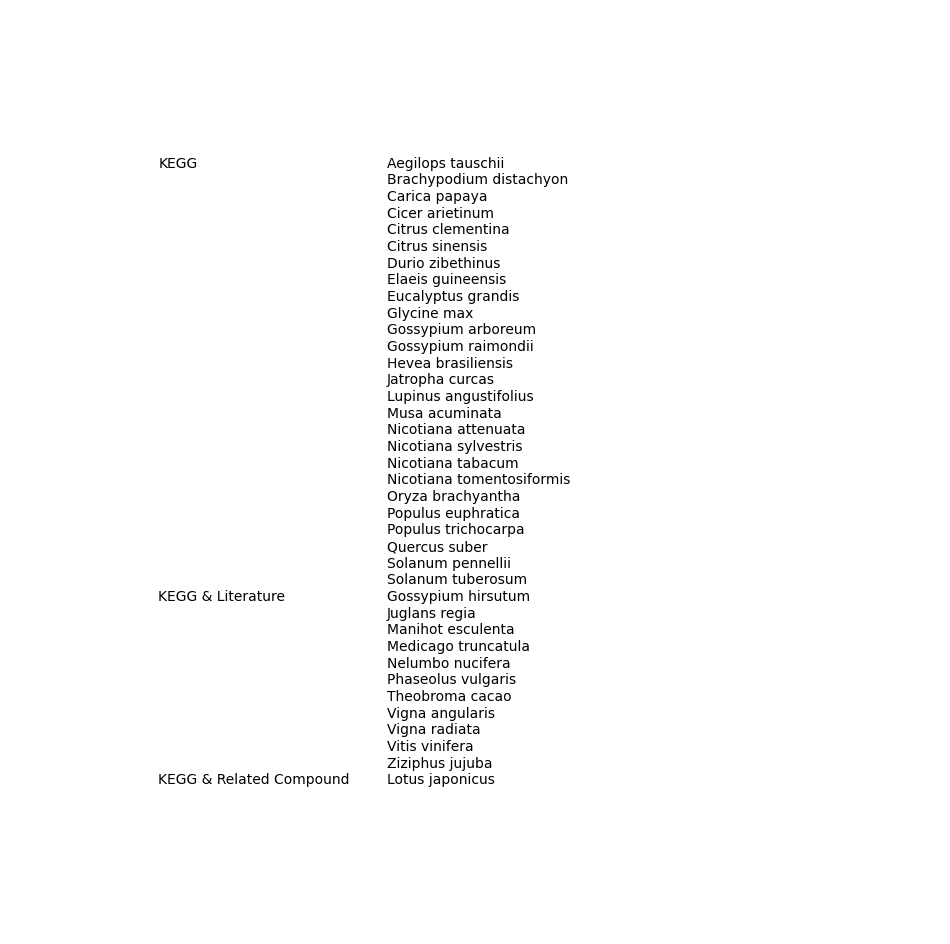 KEGG Aegilops tauschii
Brachypodium distachyon
Carica papaya
Cicer arietinum
Citrus clementina
Citrus sinensis
Durio zibethinus
Elaeis guineensis
Eucalyptus grandis
Glycine max
Gossypium arboreum
Gossypium raimondii
Hevea brasiliensis
Jatropha curcas
Lupinus angustifolius
Musa acuminata
Nicotiana attenuata
Nicotiana sylvestris
Nicotiana tabacum
Nicotiana tomentosiformis
Oryza brachyantha
Populus euphratica
Populus trichocarpa
Quercus suber
Solanum pennellii
Solanum tuberosum
KEGG & Literature Gossypium hirsutum
Juglans regia
Manihot esculenta
Medicago truncatula
Nelumbo nucifera
Phaseolus vulgaris
Theobroma cacao
Vigna angularis
Vigna radiata
Vitis vinifera
Ziziphus jujuba
KEGG & Related Compound Lotus japonicus